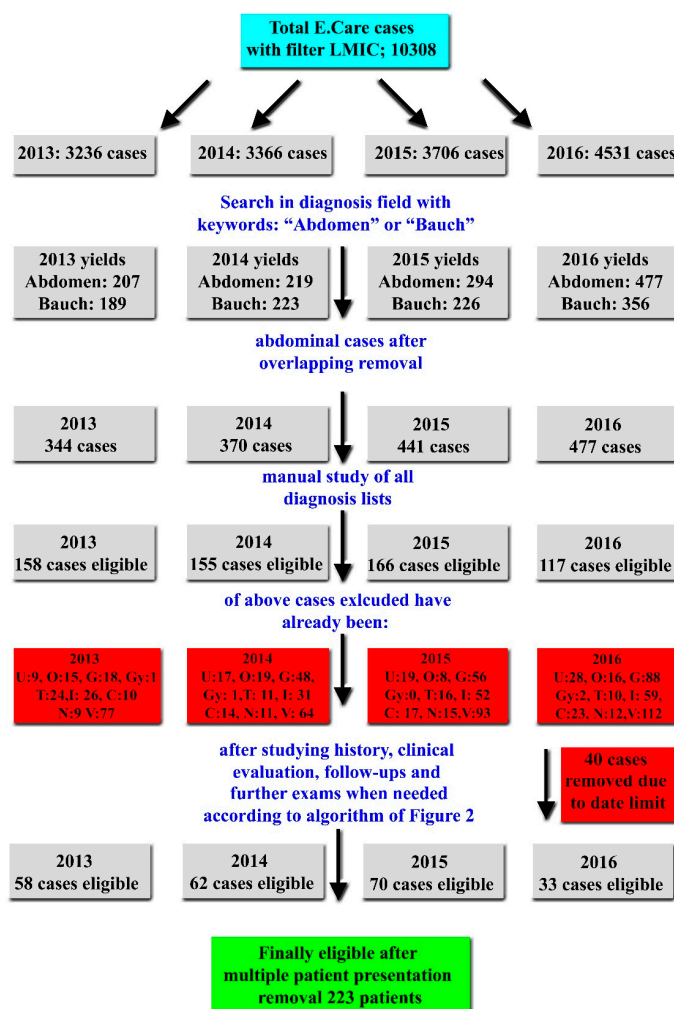 Total E.Care cases
with filter LMIC; 10308
2013: 3236 cases
2014: 3366 cases
2015: 3706 cases
2016: 4531 cases
Search in diagnosis field with
keywords: “Abdomen” or “Bauch”
2013 yields
Abdomen: 207
Bauch: 189
2014 yields
Abdomen: 219
Bauch: 223
2015 yields
Abdomen: 294
Bauch: 226
2016 yields
Abdomen: 477
Bauch: 356
abdominal cases after
overlapping removal
2013
344 cases
2014
370 cases
2015
441 cases
2016
477 cases
manual study of all
diagnosis lists
2013
158 cases eligible
2014
155 cases eligible
2015
166 cases eligible
2016
117 cases eligible
of above cases exlcuded have
already been:
2013
U:9, O:15, G:18, Gy:1
T:24,I: 26, C:10
N:9 V:77
2014
U:17, O:19, G:48,
Gy: 1,T: 11, I: 31
C:14, N:11, V: 64
2015
U:19, O:8, G:56
Gy:0, T:16, I: 52
C: 17, N:15,V:93
2016
U:28, O:16, G:88
Gy:2, T:10, I: 59,
C:23, N:12,V:112
after studying history, clinical
evaluation, follow-ups and
further exams when needed
according to algorithm of Figure 2
40 cases
removed due
to date limit
2013
58 cases eligible
2014
62 cases eligible
2015
70 cases eligible
2016
33 cases eligible
Finally eligible after
multiple patient presentation
removal 223 patients